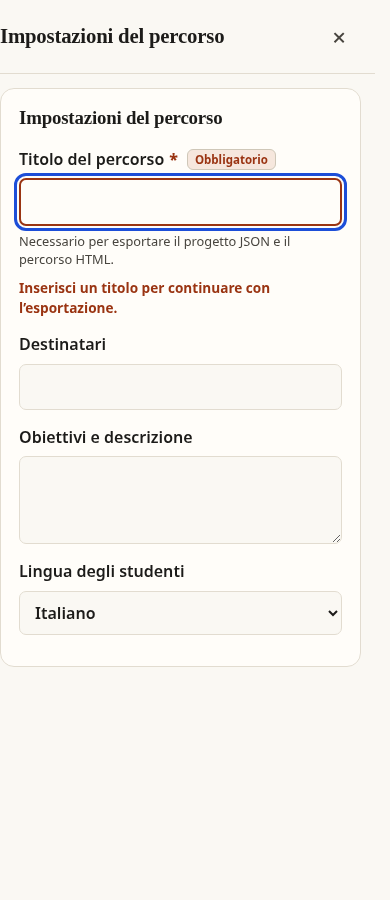 Impostazioni del percorso
×
Impostazioni del percorso
Titolo del percorso * Obbligatorio
Necessario per esportare il progetto JSON e il
percorso HTML.
Inserisci un titolo per continuare con
l’esportazione.
Destinatari
Obiettivi e descrizione
Lingua degli studenti
Italiano